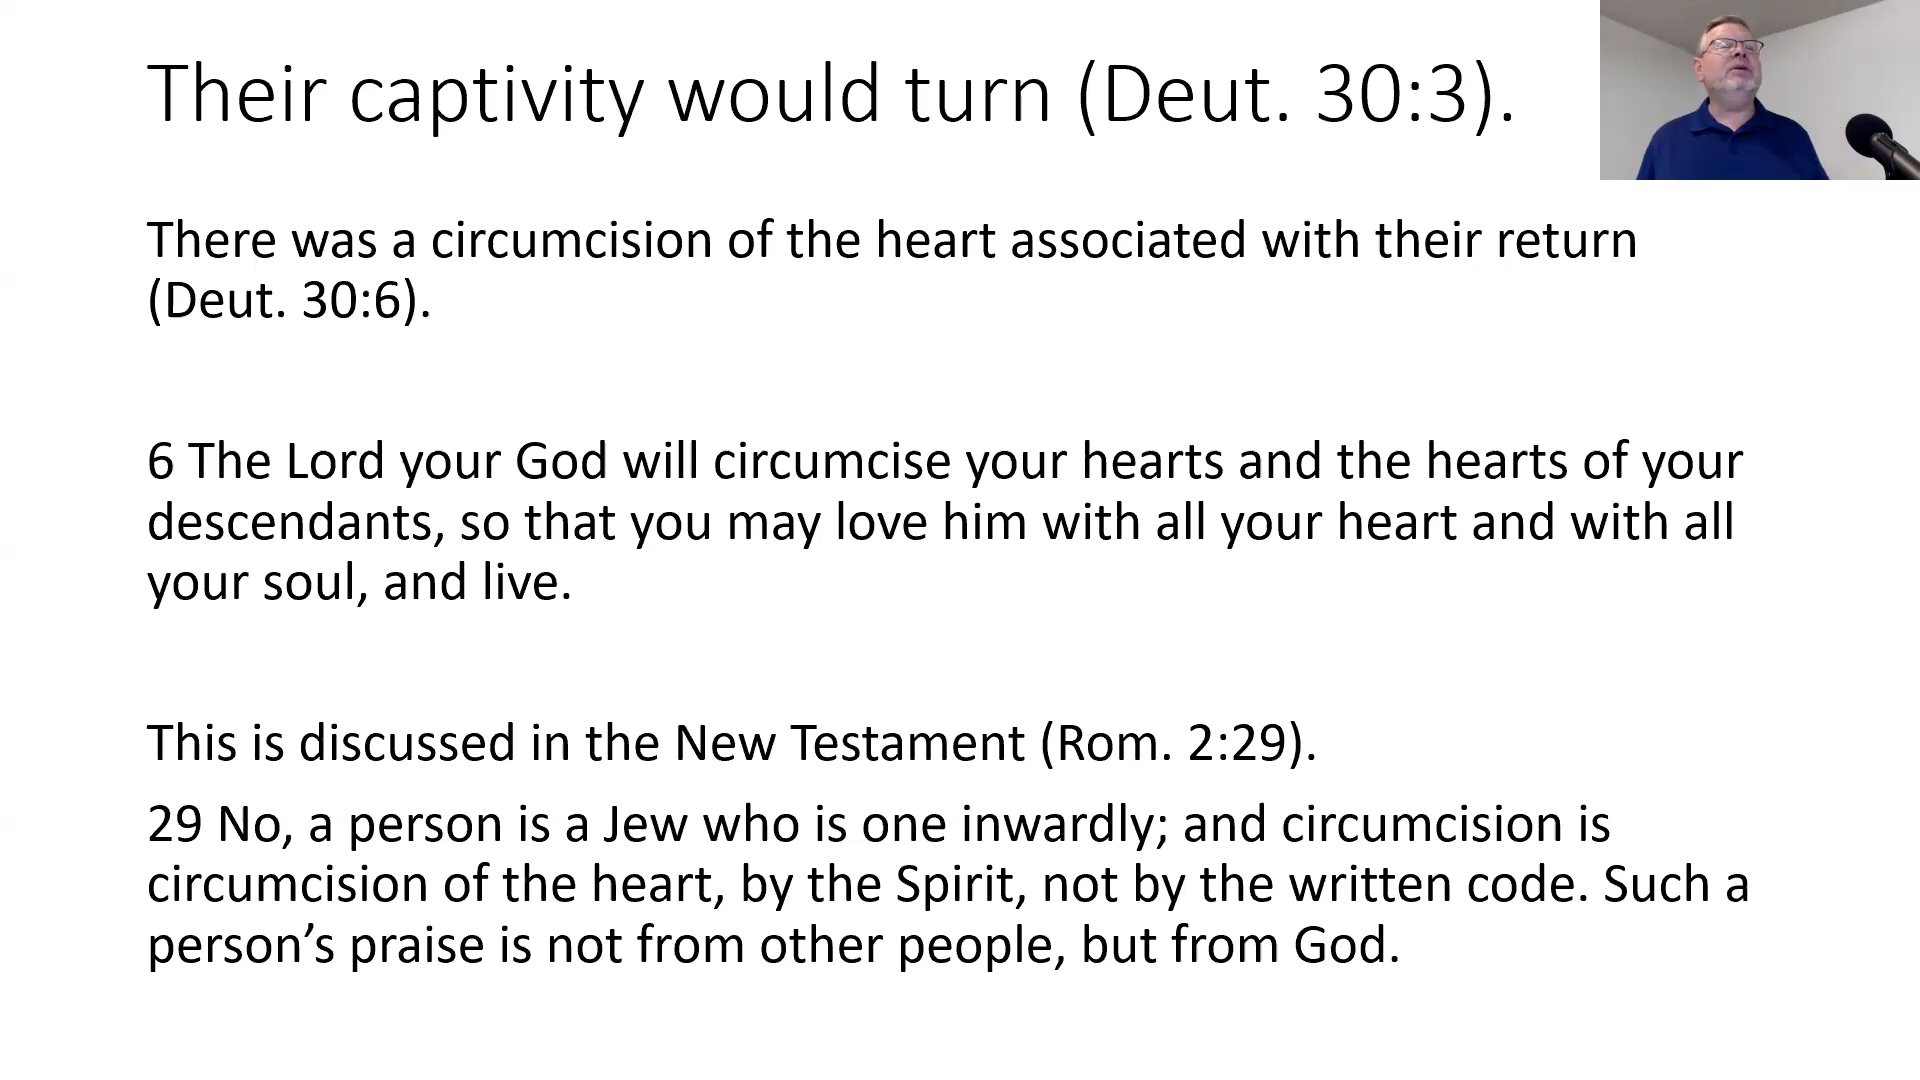 Their captivity would turn (Deut. 30:3).
There was a circumcision of the heart associated with their return
(Deut. 30:6).
6 The Lord your God will circumcise your hearts and the hearts of your
descendants, so that you may love him with all your heart and with all
your soul, and live.
This is discussed in the New Testament (Rom. 2:29).
29 No, a person is a Jew who is one inwardly; and circumcision is
circumcision of the heart, by the Spirit, not by the written code. Such a
person’s praise is not from other people, but from God.